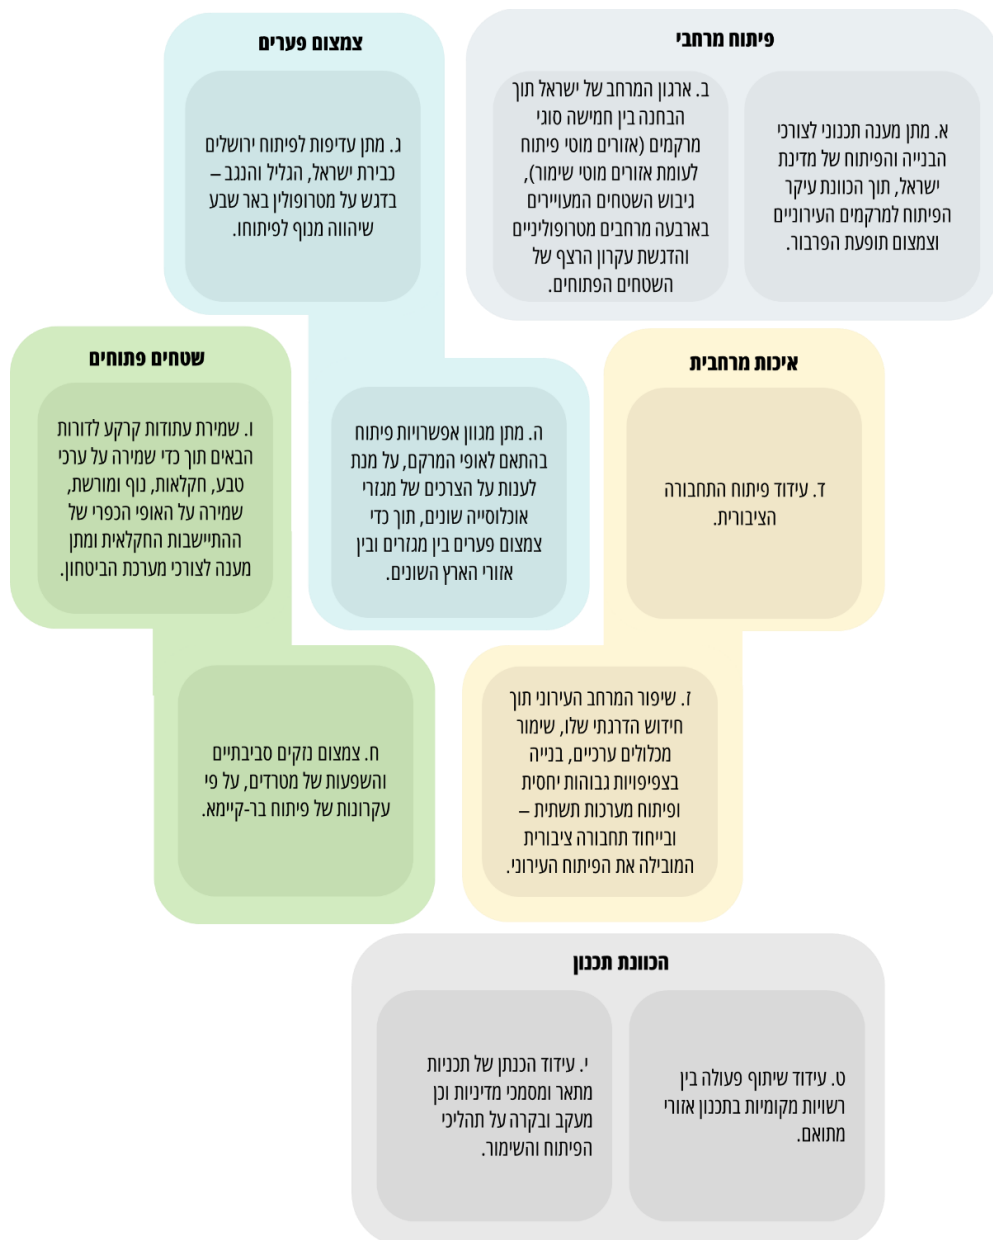 פיתוח מרחבי
א. מתן מענה תכנוני לצורכי
הבנייה והפיתוח של מדינת
ישראל, תוך הכוונת עיקר
הפיתוח למרקמים העירוניים
וצמצום תופעת הפרבור.
ב. ארגון המרחב של ישראל תוך
הבחנה בין חמישה סוגי
מרקמים (אזורים מוטי פיתוח
לעומת אזורים מוטי שימור),
גיבוש השטחים המעויירים
בארבעה מרחבים מטרופוליניים
והדגשת עקרון הרצף של
השטחים הפתוחים.
צמצום פערים
ג. מתן עדיפות לפיתוח ירושלים
כבירת ישראל, הגליל והנגב –
בדגש על מטרופולין באר שבע
שיהווה מנוף לפיתוחו.
איכות מרחבית
ד. עידוד פיתוח התחבורה
הציבורית.
ה. מתן מגוון אפשרויות פיתוח
בהתאם לאופי המרקם, על מנת
לענות על הצרכים של מגזרי
אוכלוסייה שונים, תוך כדי
צמצום פערים בין מגזרים ובין
אזורי הארץ השונים.
שטחים פתוחים
ו. שמירת עתודות קרקע לדורות
הבאים תוך כדי שמירה על ערכי
טבע, חקלאות, נוף ומורשת,
שמירה על האופי הכפרי של
ההתיישבות החקלאית ומתן
מענה לצורכי מערכת הביטחון.
ז. שיפור המרחב העירוני תוך
חידוש הדרגתי שלו, שימור
מכלולים ערכיים, בנייה
בצפיפויות גבוהות יחסית
ופיתוח מערכות תשתית –
ובייחוד תחבורה ציבורית
המובילה את הפיתוח העירוני.
ח. צמצום נזקים סביבתיים
והשפעות של מטרדים, על פי
עקרונות של פיתוח בר-קיימא.
הכוונת תכנון
ט. עידוד שיתוף פעולה בין
רשויות מקומיות בתכנון אזורי
מתואם.
י. עידוד הכנתן של תכניות
מתאר ומסמכי מדיניות וכן
מעקב ובקרה על תהליכי
הפיתוח והשימור.